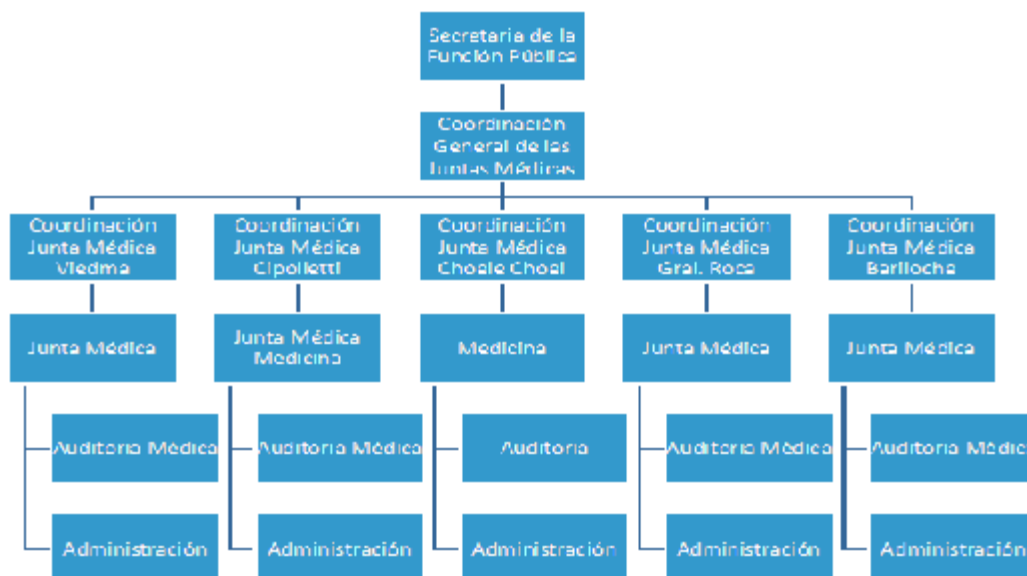 Secretaria de la
Función Pública
Coordinación
General de las
Juntas Médicas
Coordinación
Junta Médica
Viedma
Coordinación
Junta Médica
Cipolletti
Coordinación
Junta Médica
Choele Choel
Coordinación
Junta Médica
Gral. Roca
Coordinación
Junta Médica
Bariloche
Junta Médica
Junta Médica
Medicina
Medicina
Junta Médica
Junta Médica
Auditoria Médica
Auditoria Médica
Auditoria
Auditoria Médica
Auditoria Médic
Administración
Administración
Administración
Administración
Administración